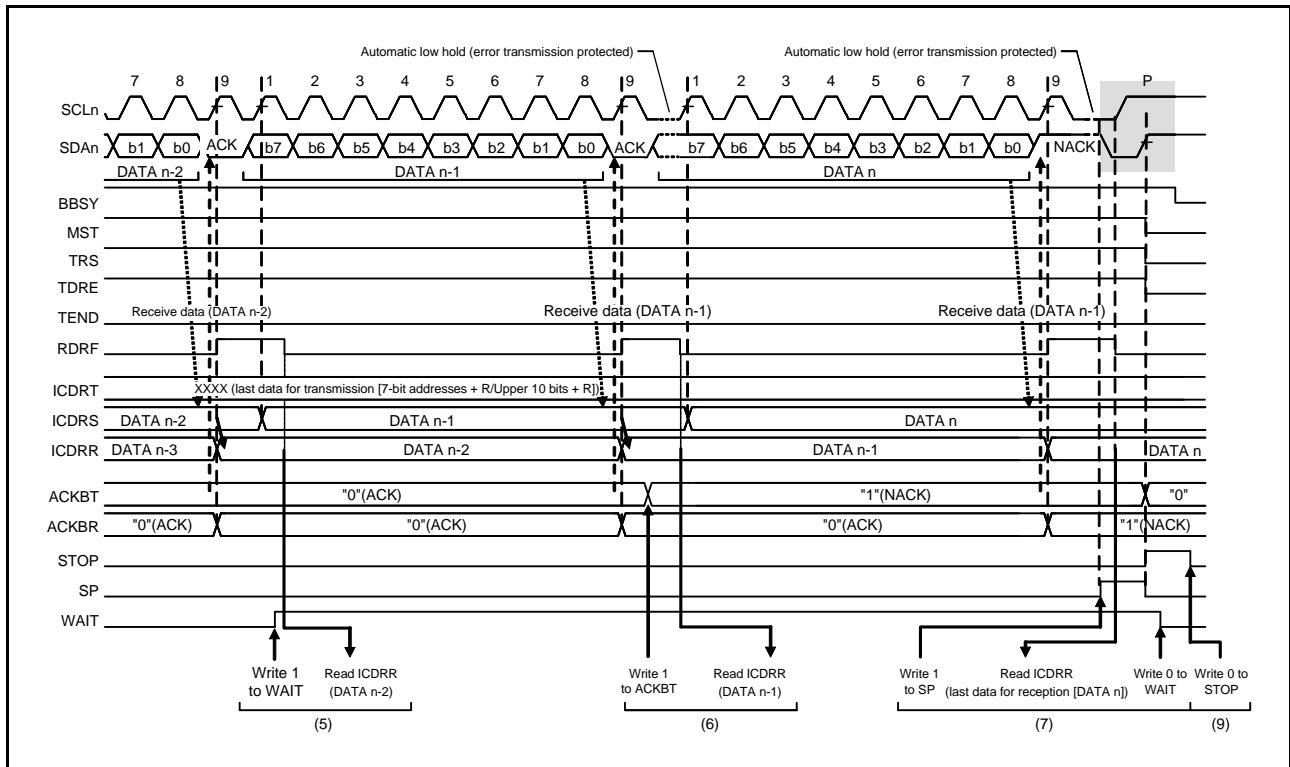 Automatic low hold (error transmission protected) Automatic low hold (error transmission protected)
7 8 9 1 2 3 4 5 6 7 8 9 1 2 3 4 5 6 7 8 9 P
SCLn
SDAn b1 b0 ACK b7 b6 b5 b4 b3 b2 b1 b0 ACK b7 b6 b5 b4 b3 b2 b1 b0 NACK
DATA n-2 DATA n-1 DATA n
BBSY
MST
TRS
TDRE
TEND Receive data (DATA n-2) Receive data (DATA n-1) Receive data (DATA n-1)
RDRF
ICDRT XXXX (last data for transmission [7-bit addresses + R/Upper 10 bits + R])
ICDRS DATA n-2 DATA n-1 DATA n
ICDRR DATA n-3 DATA n-2 DATA n-1 DATA n
ACKBT "0"(ACK) "1"(NACK) "0"
ACKBR "0"(ACK) "0"(ACK) "0"(ACK) "1"(NACK)
STOP
SP
WAIT
Write 1 to WAIT Read ICDRR (DATA n-2) Write 1 to ACKBT Read ICDRR (DATA n-1) Write 1 to SP Read ICDRR (last data for reception [DATA n]) Write 0 to WAIT Write 0 to STOP
(5) (6) (7) (9)